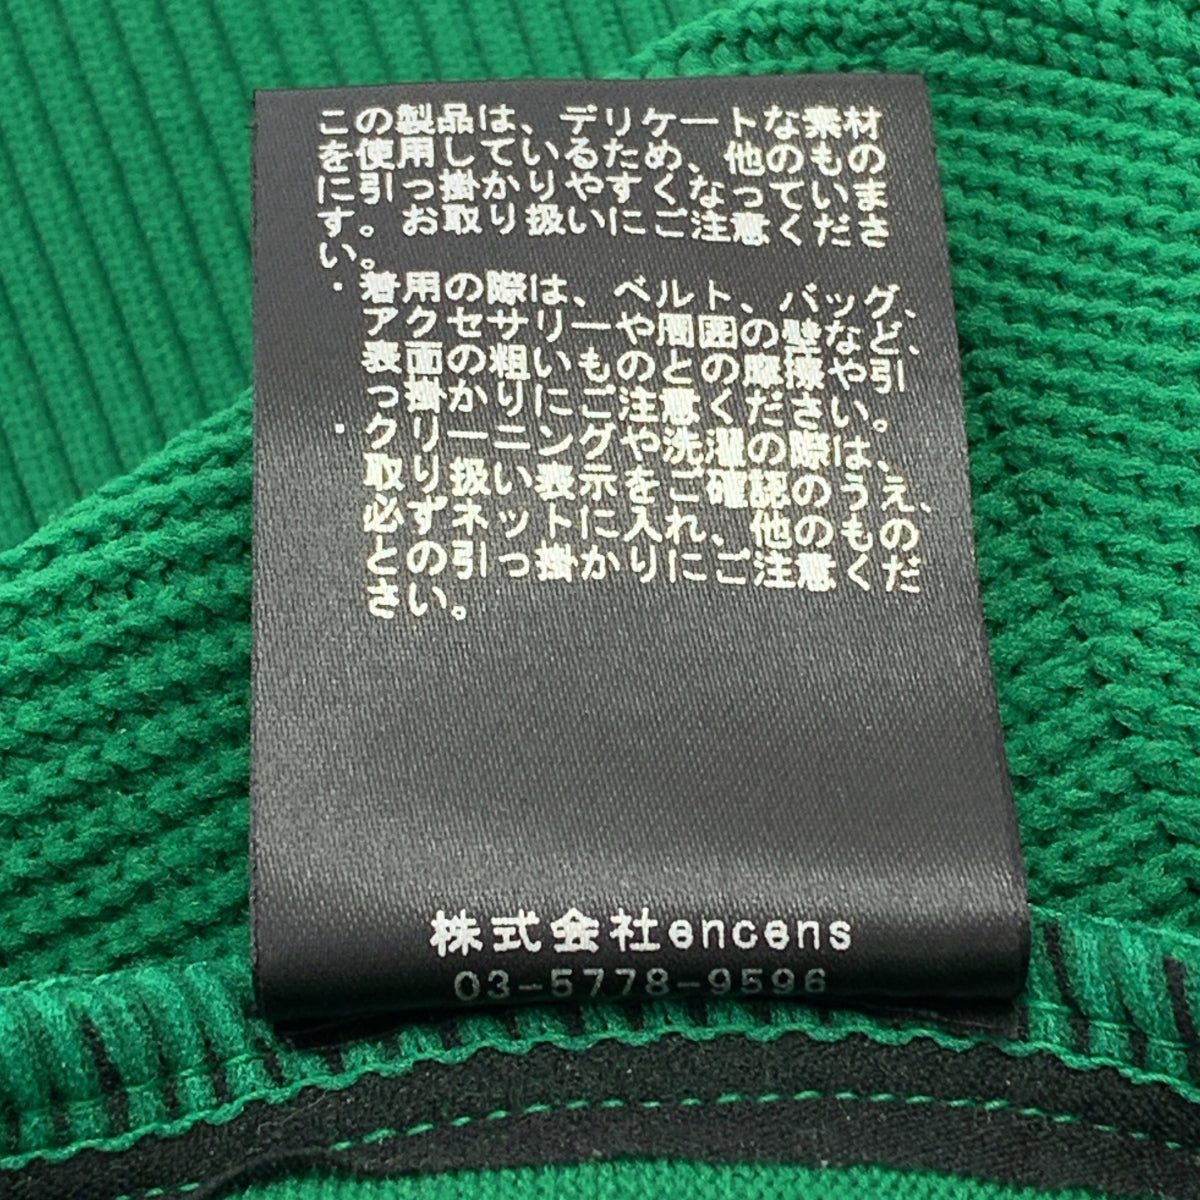 この製品は、デリケートな素材
を使用しているため、他のもの
に引っ掛かりやすくなっていま
す。お取り扱いにご注意くださ
い。
・着用の際は、ベルト、バッグ、
アクセサリーや周囲の壁など、
表面の粗いものとの摩擦や引
っ掛かりにご注意ください。
・クリーニングや洗濯の際は、
取り扱い表示をご確認のうえ、
必ずネットに入れ、他のもの
との引っ掛かりにご注意くだ
さい。
株式会社encens
03-5778-9596